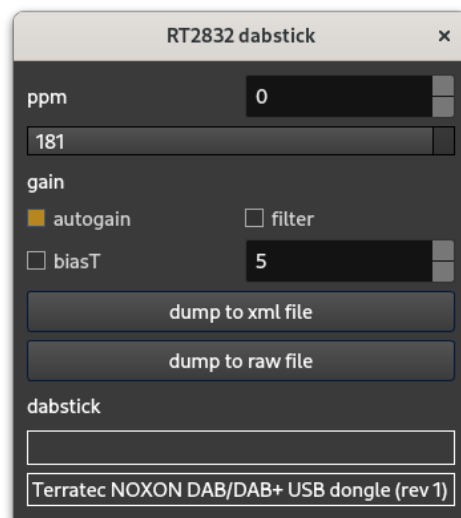 RT2832 dabstick
ppm 0
181
gain
autogain filter
biasT 5
dump to xml file
dump to raw file
dabstick
Terratec NOXON DAB/DAB+ USB dongle (rev 1)